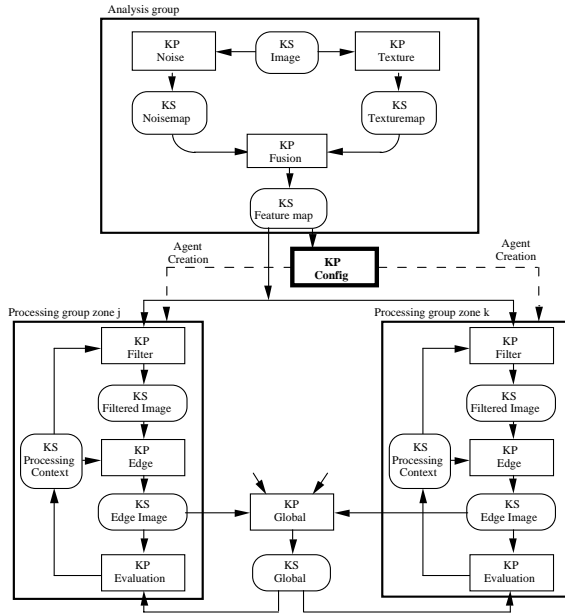 Analysis group
KP
Noise
KS
Image
KP
Texture
KS
Noisemap
KS
Texturemap
KP
Fusion
KS
Feature map
Agent
Creation
KP
Config
Agent
Creation
Processing group zone j
KP
Filter
KS
Filtered Image
KS
Processing
Context
KP
Edge
KS
Edge Image
KP
Evaluation
KP
Global
KS
Global
Processing group zone k
KP
Filter
KS
Filtered Image
KS
Processing
Context
KP
Edge
KS
Edge Image
KP
Evaluation